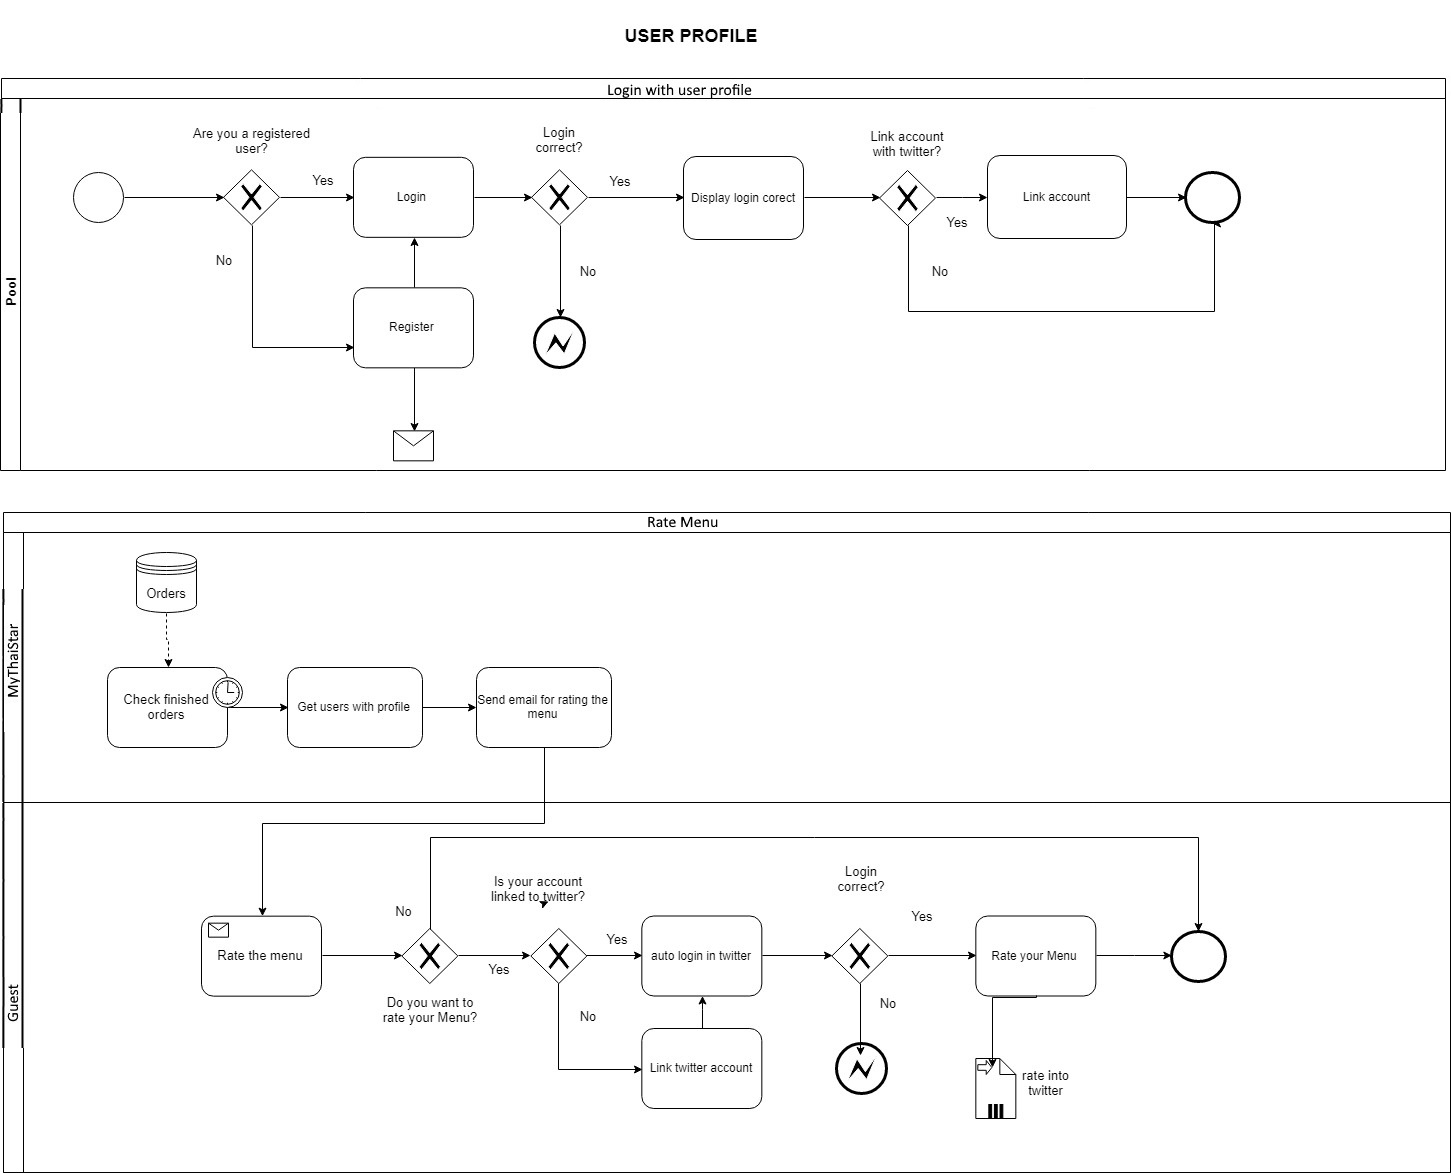 USER PROFILE
Login with user profile
Pool
Are you a registered
user?
Yes
No
Login
Register
Login
correct?
Yes
No
Display login corect
Link account
with twitter?
Yes
No
Link account
Rate Menu
MyThaiStar
Orders
Check finished
orders
Get users with profile
Send email for rating the
menu
Guest
Rate the menu
No
Yes
Do you want to
rate your Menu?
Is your account
linked to twitter?
Yes
No
auto login in twitter
Link twitter account
Login
correct?
Yes
No
Rate your Menu
rate into
twitter